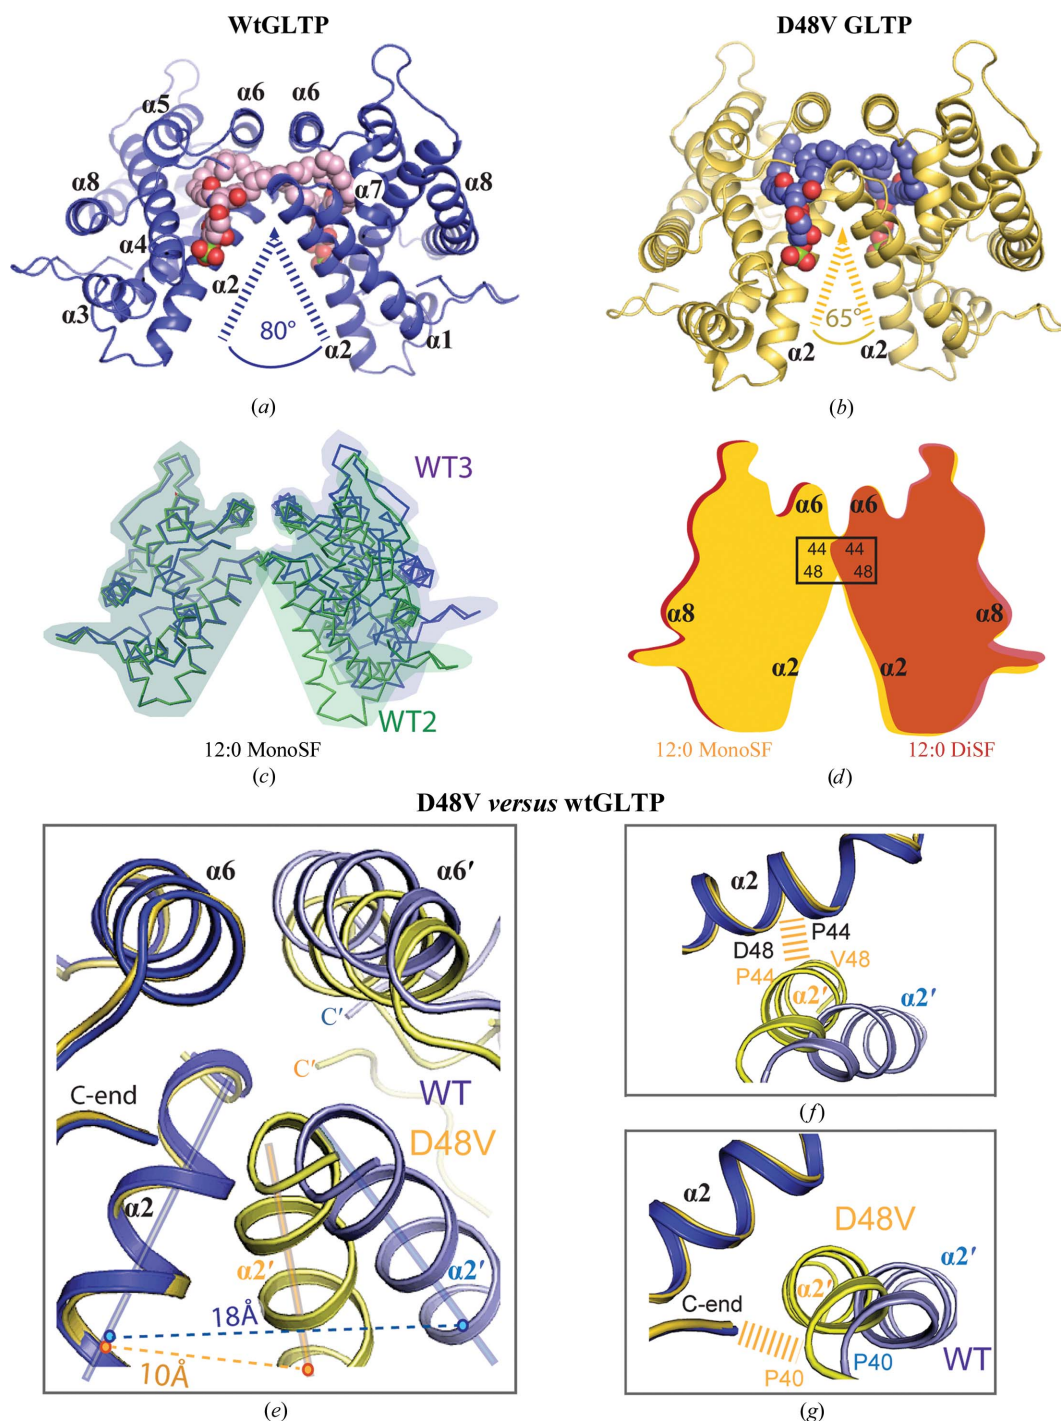 WtGLTP
D48V GLTP
α5
α6
α6
α8
α7
α8
α4
α2
α3
80°
α2
α1
65°
α2
α2
(a)
(b)
WT3
WT2
12:0 MonoSF
(c)
α6
α6
44
44
48
48
α8
α8
α2
α2
12:0 MonoSF
12:0 DiSF
(d)
D48V versus wtGLTP
α6
α6′
C′
C′
C-end
WT
D48V
α2
α2′
α2′
18Å
10Å
(e)
α2
D48
P44
P44
V48
α2′
α2′
(f)
α2
D48V
α2′
α2′
C-end
P40
P40
WT
(g)